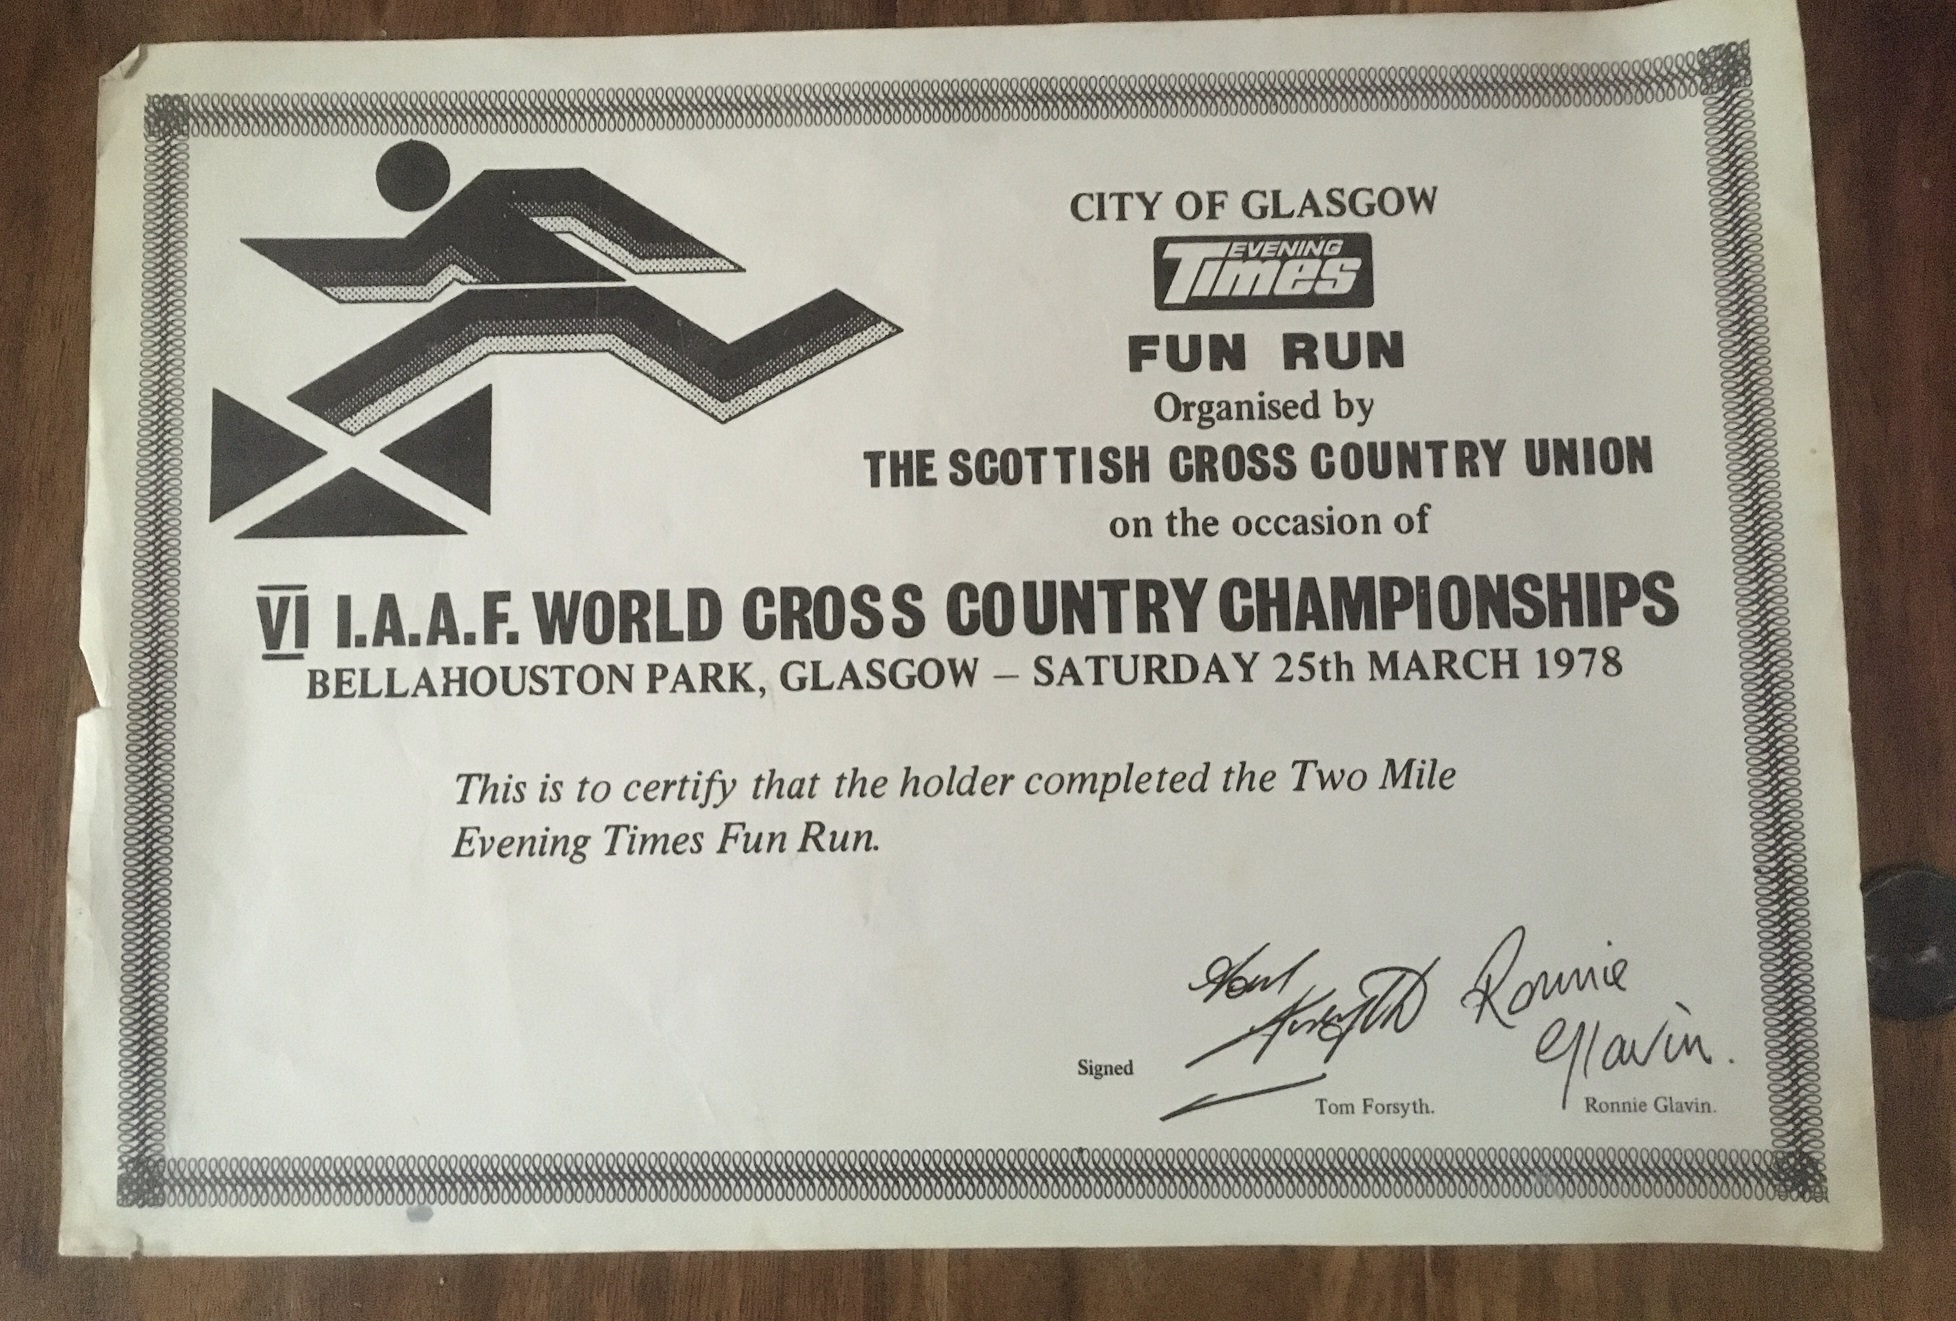 CITY OF GLASGOW
EVENING
Times
FUN RUN
Organised by
THE SCOTTISH CROSS COUNTRY UNION
on the occasion of
VI I.A.A.F. WORLD CROSS COUNTRY CHAMPIONSHIPS
BELLAHOUSTON PARK, GLASGOW – SATURDAY 25th MARCH 1978
This is to certify that the holder completed the Two Mile
Evening Times Fun Run.
Signed
Tom Forsyth
Ronnie Glavin.
Tom Forsyth. Ronnie Glavin.